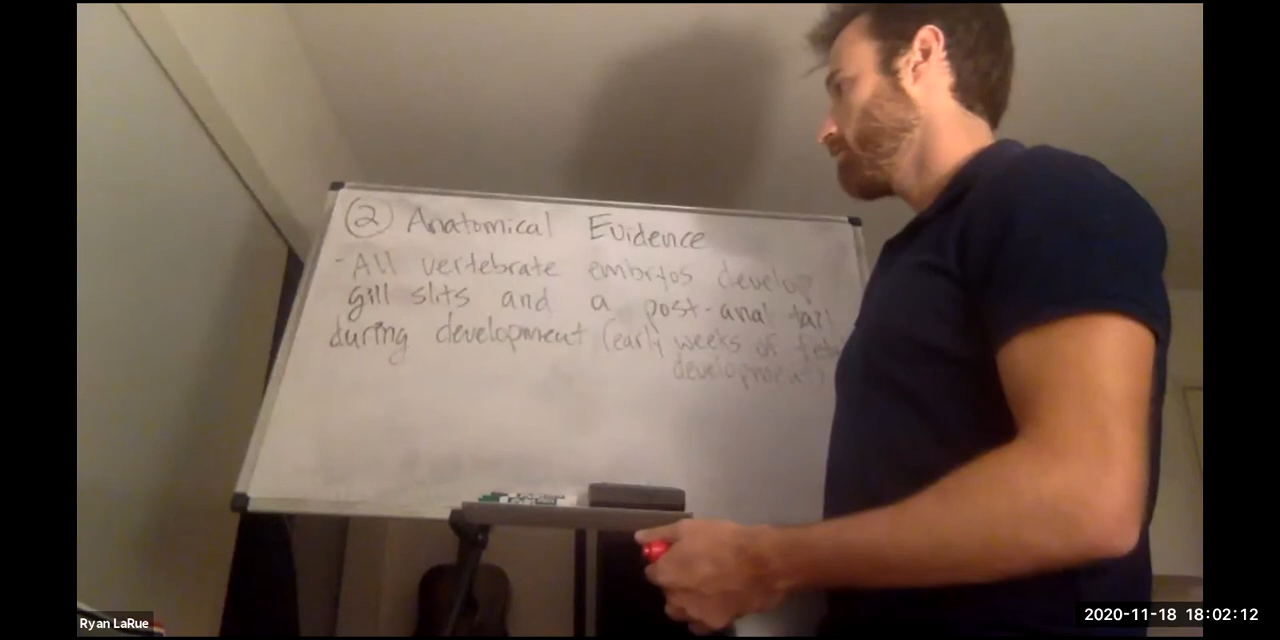 ② Anatomical Evidence
- All vertebrate embryos develop
gill slits and a post-anal tail
during development (early weeks of fetal
development)
Ryan LaRue
2020-11-18 18:02:12